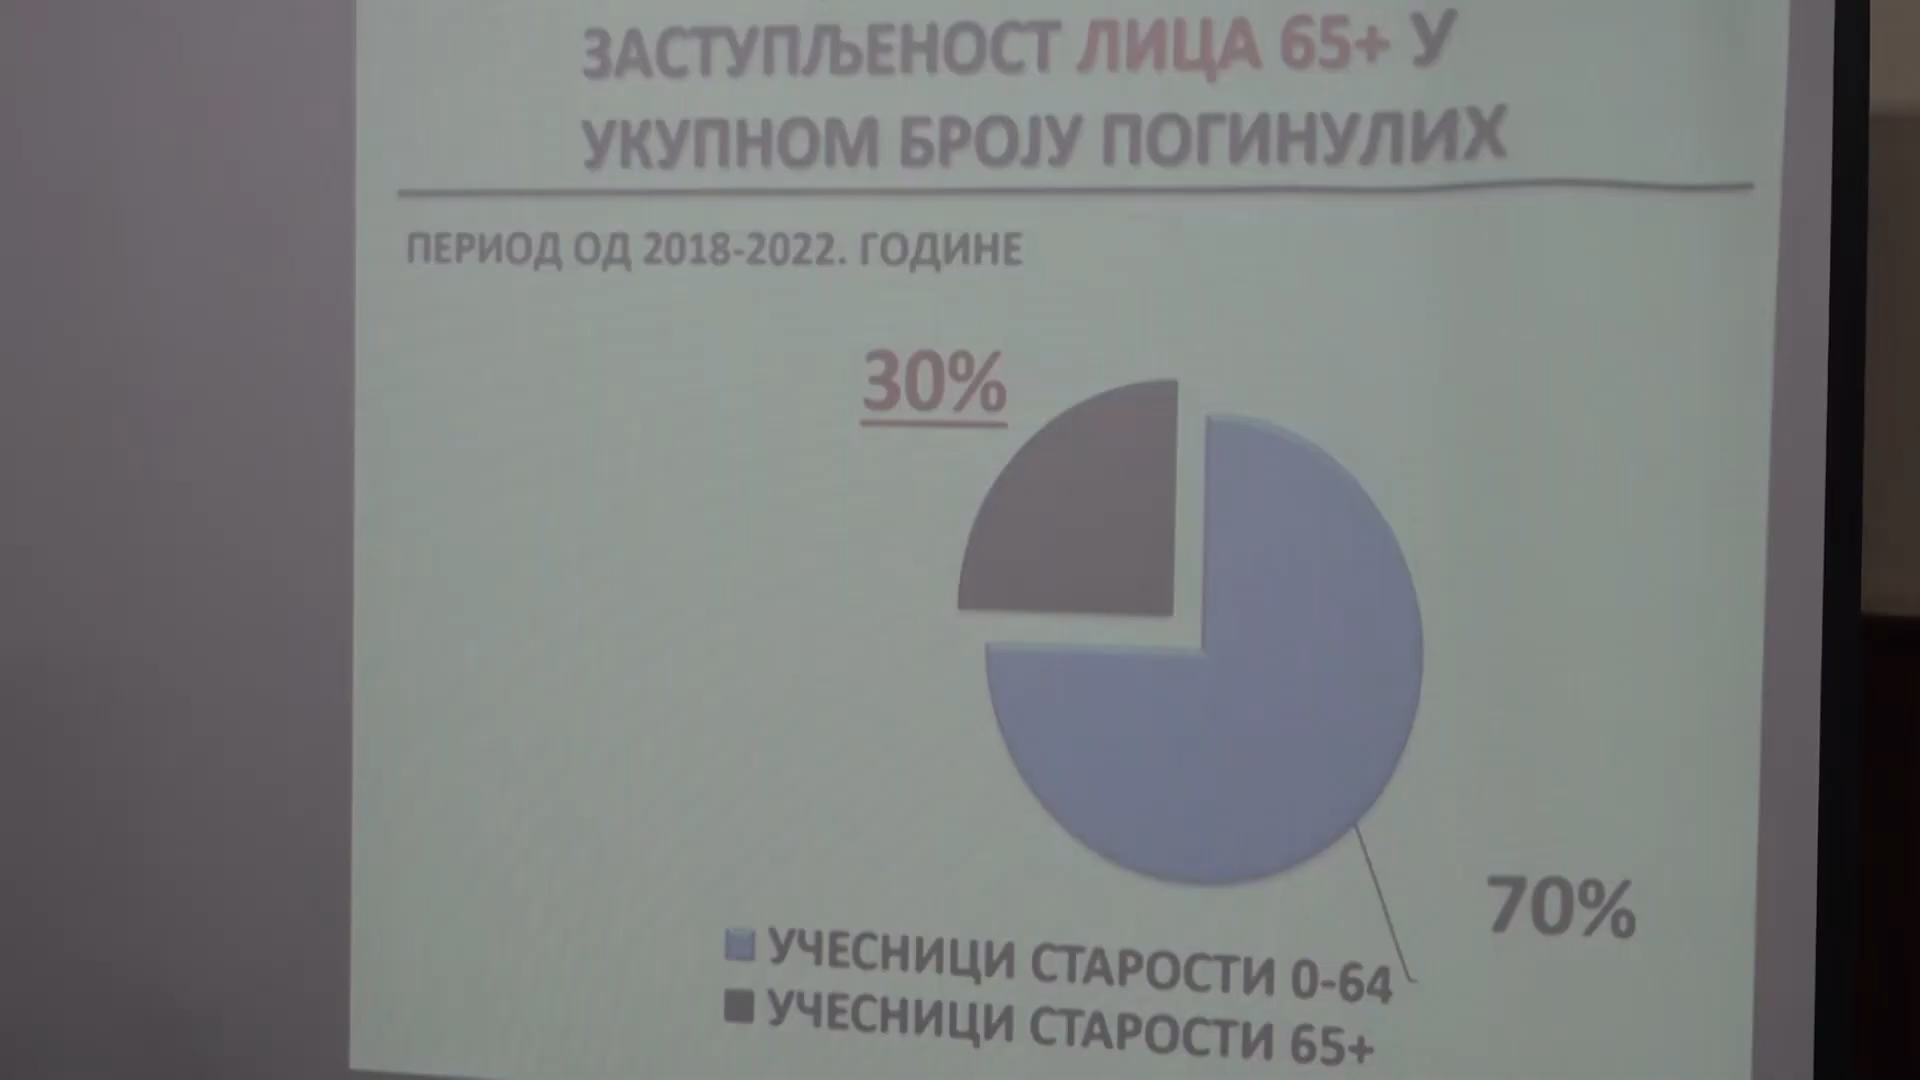 ЗАСТУПЉЕНОСТ ЛИЦА 65+ У
УКУПНОМ БРОЈУ ПОГИНУЛИХ
ПЕРИОД ОД 2018-2022. ГОДИНЕ
30%
70%
УЧЕСНИЦИ СТАРОСТИ 0-64
УЧЕСНИЦИ СТАРОСТИ 65+